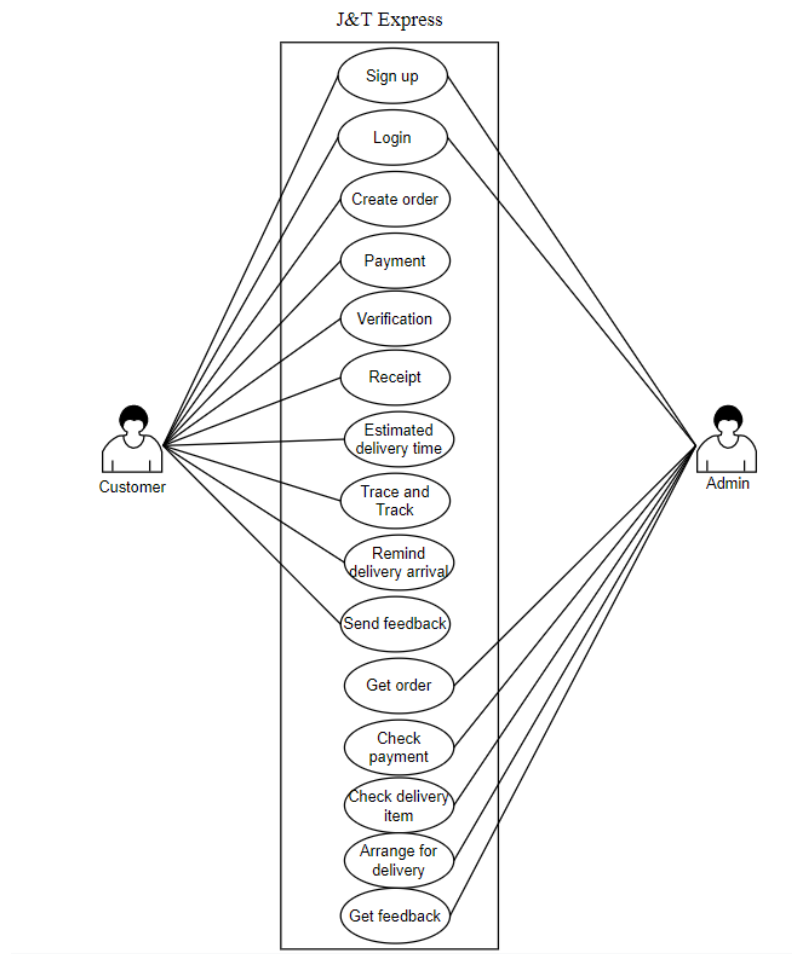 J&T Express
Sign up
Login
Create order
Payment
Verification
Receipt
Estimated
delivery time
Trace and
Track
Remind
delivery arrival
Send feedback
Get order
Check
payment
Check delivery
item
Arrange for
delivery
Get feedback
Customer
Admin